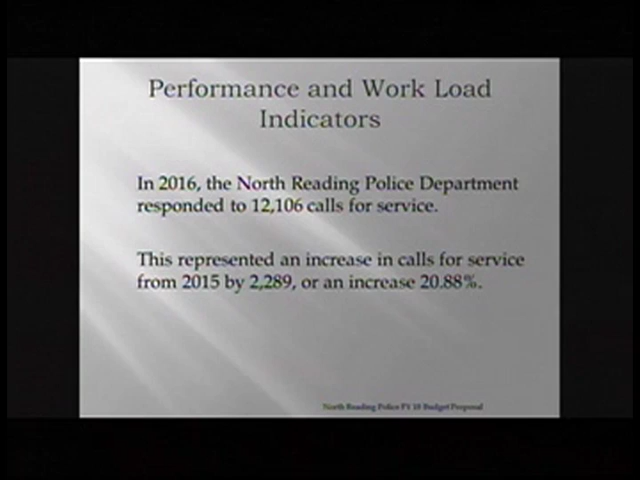 Performance and Work Load
Indicators
In 2016, the North Reading Police Department
responded to 12,106 calls for service.
This represented an increase in calls for service
from 2015 by 2,289, or an increase 20.88%.
North Reading Police FY 18 Budget Proposal